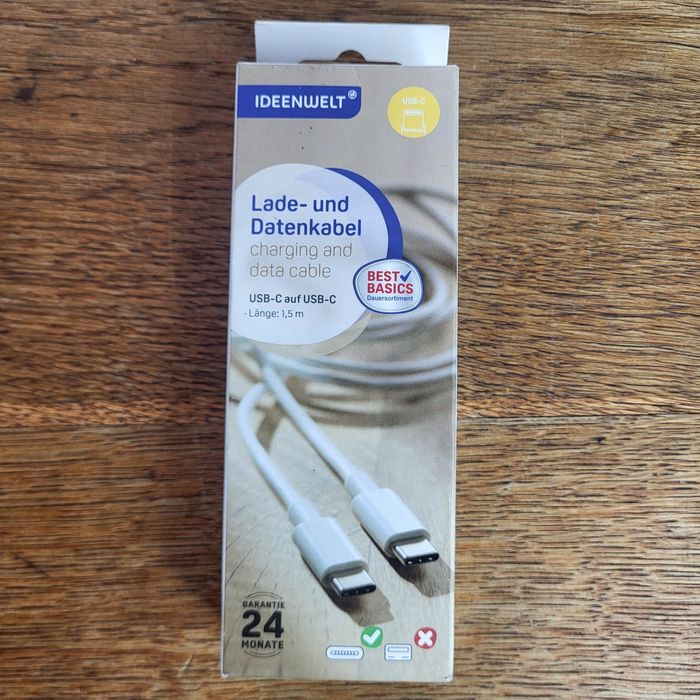 IDEENWELT
USB-C
Lade- und
Datenkabel
charging and
data cable
USB-C auf USB-C
· Länge: 1,5 m
BEST
BASICS
Dauersortiment
GARANTIE
24
MONATE